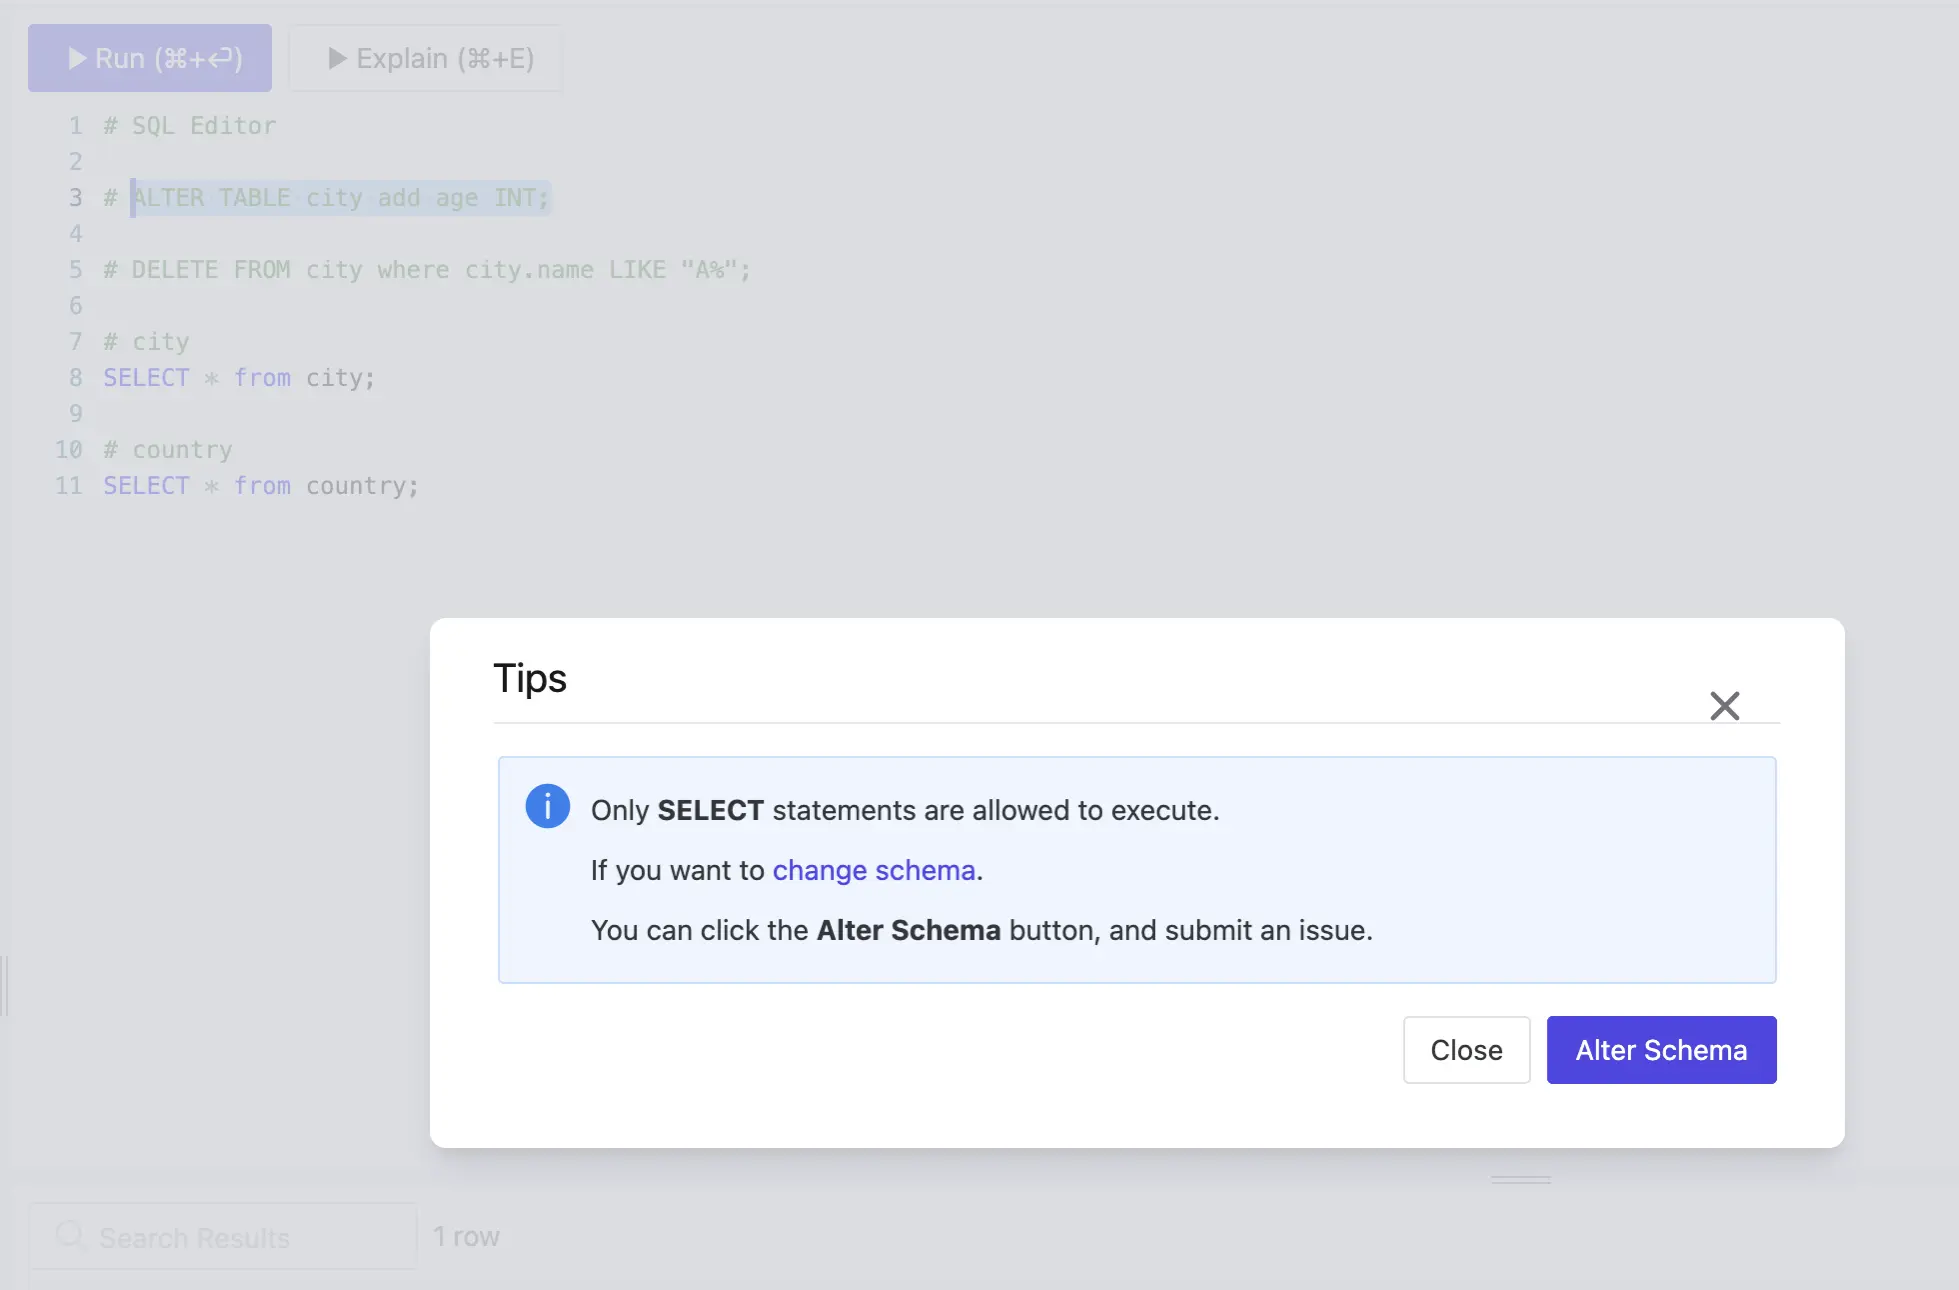 Run (⌘+⏎) Explain (⌘+E)
1 # SQL Editor
2
3 # ALTER TABLE city add age INT;
4
5 # DELETE FROM city where city.name LIKE "A%";
6
7 # city
8 SELECT * from city;
9
10 # country
11 SELECT * from country;
Tips
Only SELECT statements are allowed to execute.
If you want to change schema.
You can click the Alter Schema button, and submit an issue.
Close Alter Schema
Search Results 1 row